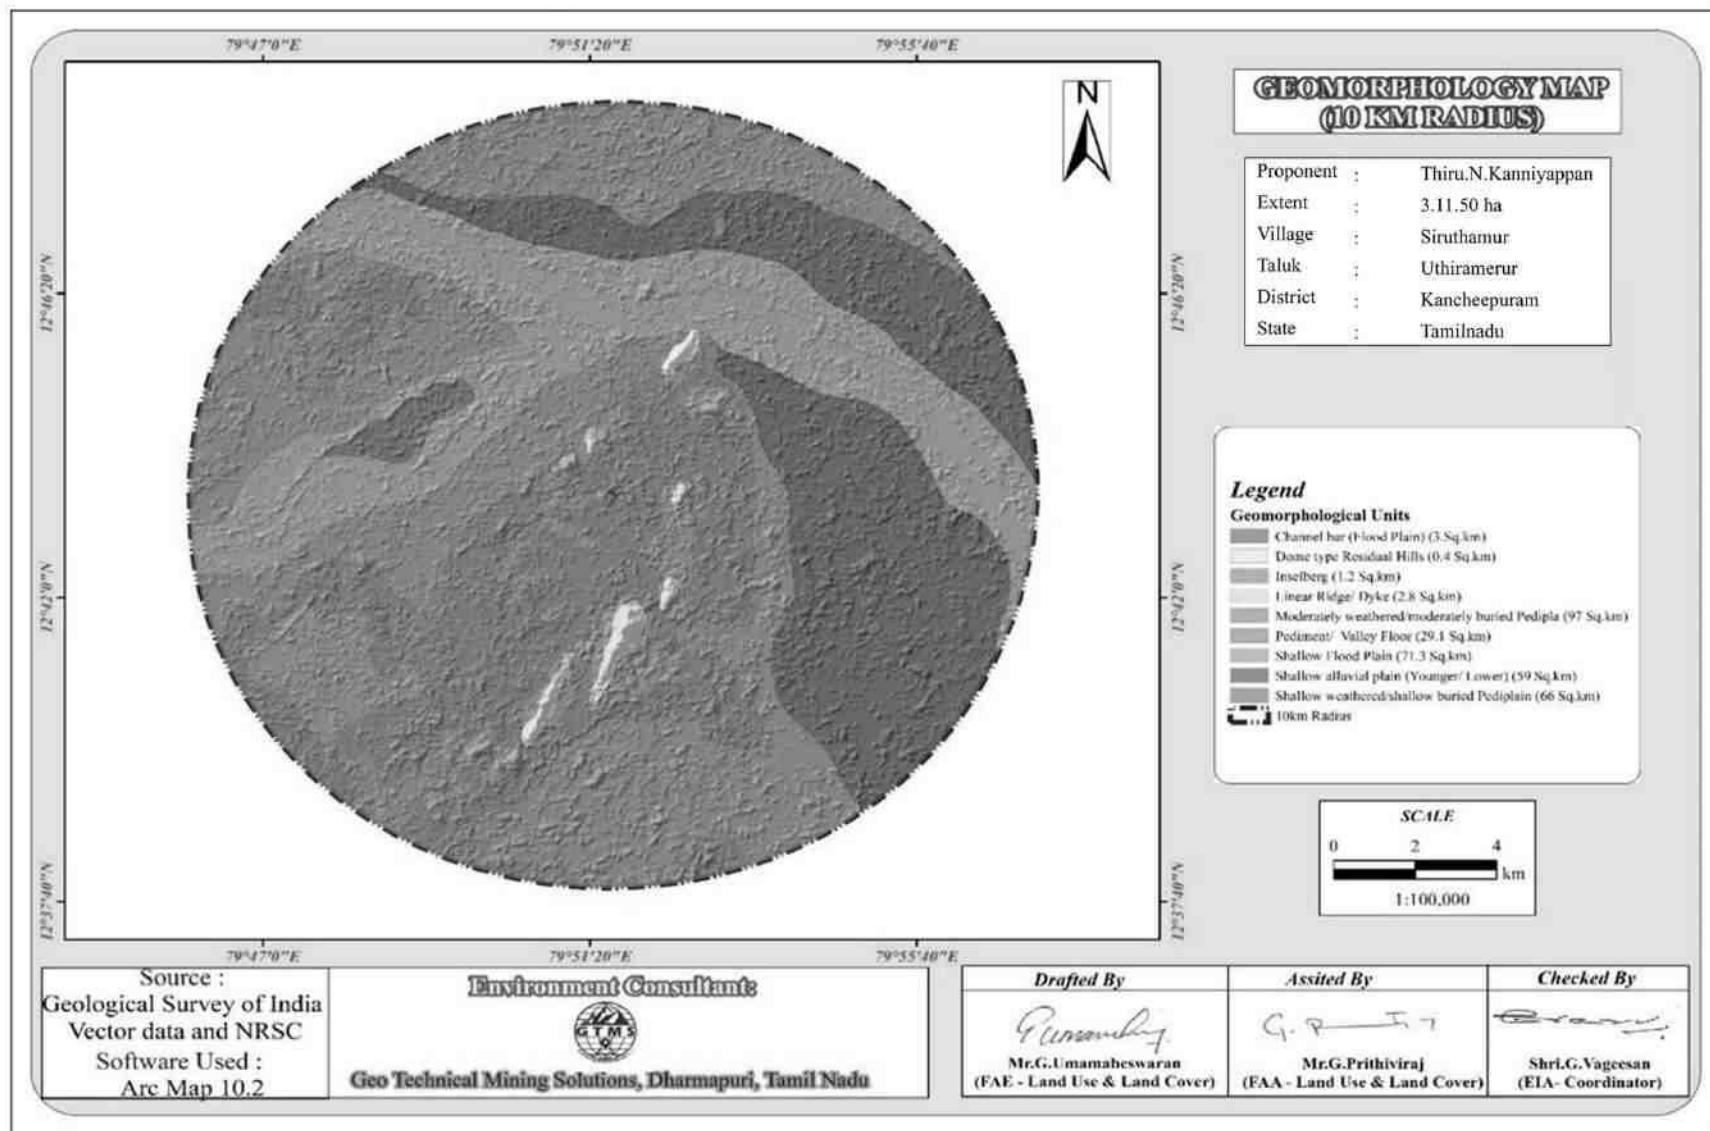 79°47'0"E 79°51'20"E 79°55'40"E
N
12°46'20"N
12°42'0"N
12°37'40"N
12°46'20"N
12°42'0"N
12°37'40"N
79°47'0"E 79°51'20"E 79°55'40"E
GEOMORPHOLOGY MAP
(10 KM RADIUS)
Proponent : Thiru.N.Kanniyappan
Extent : 3.11.50 ha
Village : Siruthamur
Taluk : Uthiramerur
District : Kancheepuram
State : Tamilnadu
Legend
Geomorphological Units
Channel bar (Flood Plain) (3.Sq.km)
Dome type Residual Hills (0.4 Sq.km)
Inselberg (1.2 Sq.km)
Linear Ridge/ Dyke (2.8 Sq.km)
Moderately weathered/moderately buried Pedipla (97 Sq.km)
Pediment/ Valley Floor (29.1 Sq.km)
Shallow Flood Plain (71.3 Sq.km)
Shallow alluvial plain (Younger/ Lower) (59 Sq.km)
Shallow weathered/shallow buried Pediplain (66 Sq.km)
10km Radius
SCALE
0 2 4
km
1:100,000
Source :
Geological Survey of India
Vector data and NRSC
Software Used :
Arc Map 10.2
Environment Consultant:
GTMS
Geo Technical Mining Solutions, Dharmapuri, Tamil Nadu
Drafted By
Mr.G.Umamaheswaran
(FAE - Land Use & Land Cover)
Assited By
Mr.G.Prithiviraj
(FAA - Land Use & Land Cover)
Checked By
Shri.G.Vageesan
(EIA- Coordinator)